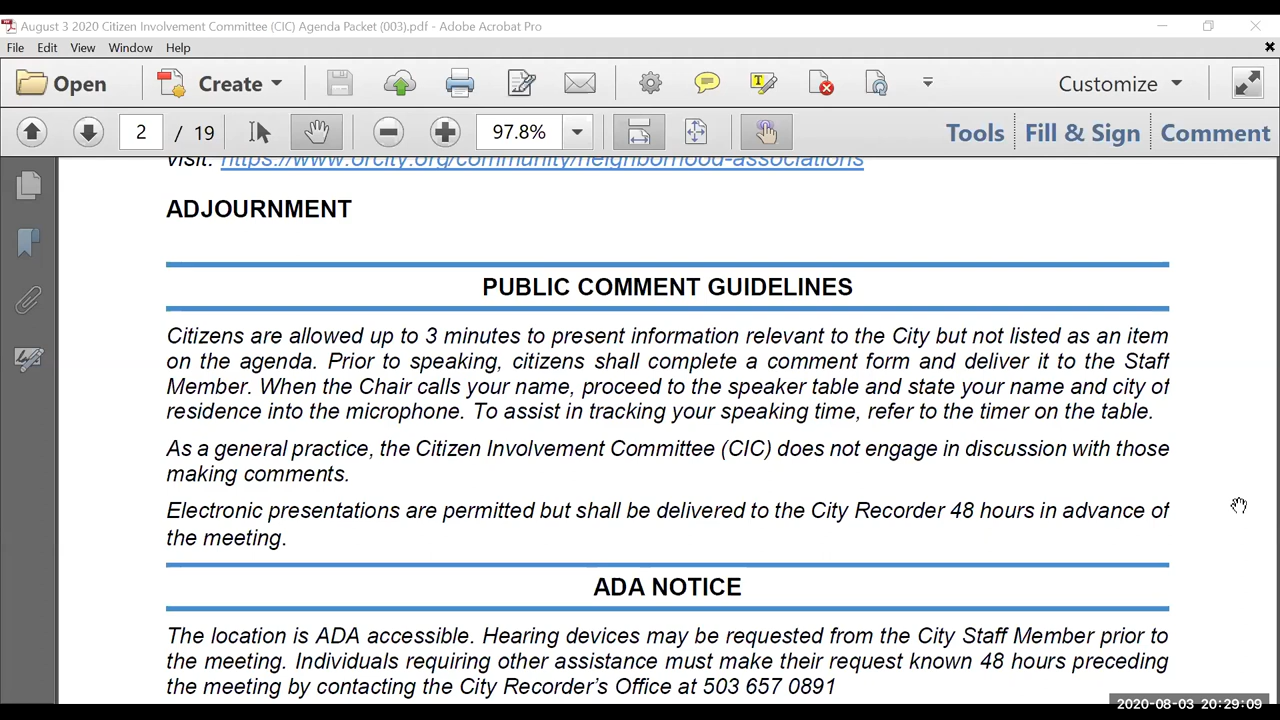 August 3 2020 Citizen Involvement Committee (CIC) Agenda Packet (003).pdf - Adobe Acrobat Pro
File Edit View Window Help
Open Create Customize
2 / 19 97.8% Tools Fill & Sign Comment
visit: https://www.orcity.org/community/neighborhood-associations
ADJOURNMENT
PUBLIC COMMENT GUIDELINES
Citizens are allowed up to 3 minutes to present information relevant to the City but not listed as an item
on the agenda. Prior to speaking, citizens shall complete a comment form and deliver it to the Staff
Member. When the Chair calls your name, proceed to the speaker table and state your name and city of
residence into the microphone. To assist in tracking your speaking time, refer to the timer on the table.
As a general practice, the Citizen Involvement Committee (CIC) does not engage in discussion with those
making comments.
Electronic presentations are permitted but shall be delivered to the City Recorder 48 hours in advance of
the meeting.
ADA NOTICE
The location is ADA accessible. Hearing devices may be requested from the City Staff Member prior to
the meeting. Individuals requiring other assistance must make their request known 48 hours preceding
the meeting by contacting the City Recorder’s Office at 503 657 0891
2020-08-03 20:29:09